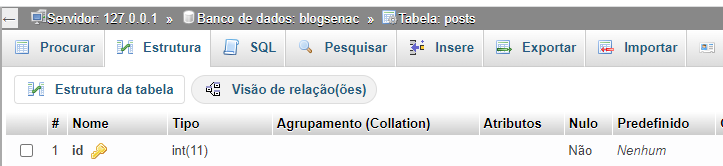 Servidor: 127.0.0.1 » Banco de dados: blogsenac » Tabela: posts
Procurar Estrutura SQL Pesquisar Insere Exportar Importar
Estrutura da tabela Visão de relação(ões)
# Nome Tipo Agrupamento (Collation) Atributos Nulo Predefinido
1 id int(11) Não Nenhum